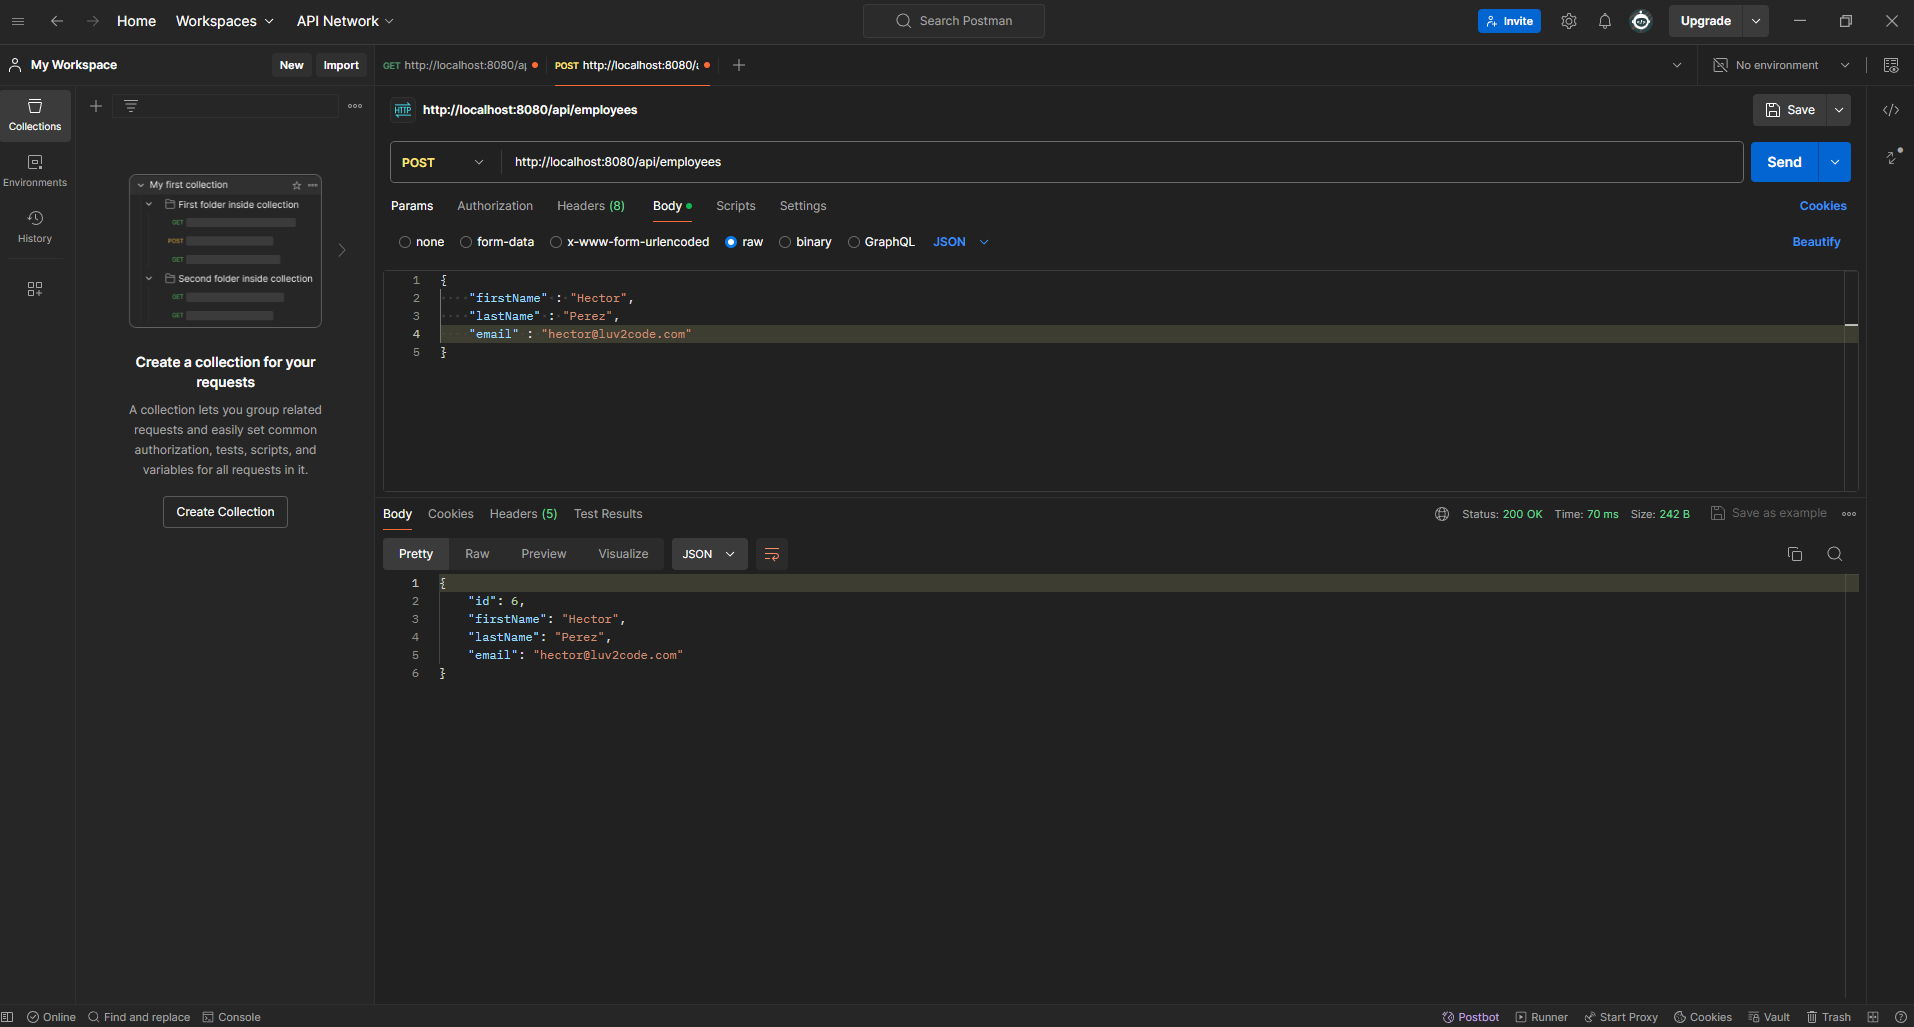 Home Workspaces API Network Search Postman Invite Upgrade
My Workspace New Import GET http://localhost:8080/ap POST http://localhost:8080/ No environment
Collections
Environments
History
My first collection
First folder inside collection
GET
POST
GET
Second folder inside collection
GET
GET
Create a collection for your
requests
A collection lets you group related
requests and easily set common
authorization, tests, scripts, and
variables for all requests in it.
Create Collection
HTTP http://localhost:8080/api/employees Save
POST http://localhost:8080/api/employees Send
Params Authorization Headers (8) Body Scripts Settings Cookies
none form-data x-www-form-urlencoded raw binary GraphQL JSON Beautify
1 {
2 "firstName" : "Hector",
3 "lastName" : "Perez",
4 "email" : "hector@luv2code.com"
5 }
Body Cookies Headers (5) Test Results Status: 200 OK Time: 70 ms Size: 242 B Save as example
Pretty Raw Preview Visualize JSON
1 {
2 "id": 6,
3 "firstName": "Hector",
4 "lastName": "Perez",
5 "email": "hector@luv2code.com"
6 }
Online Find and replace Console Postbot Runner Start Proxy Cookies Vault Trash